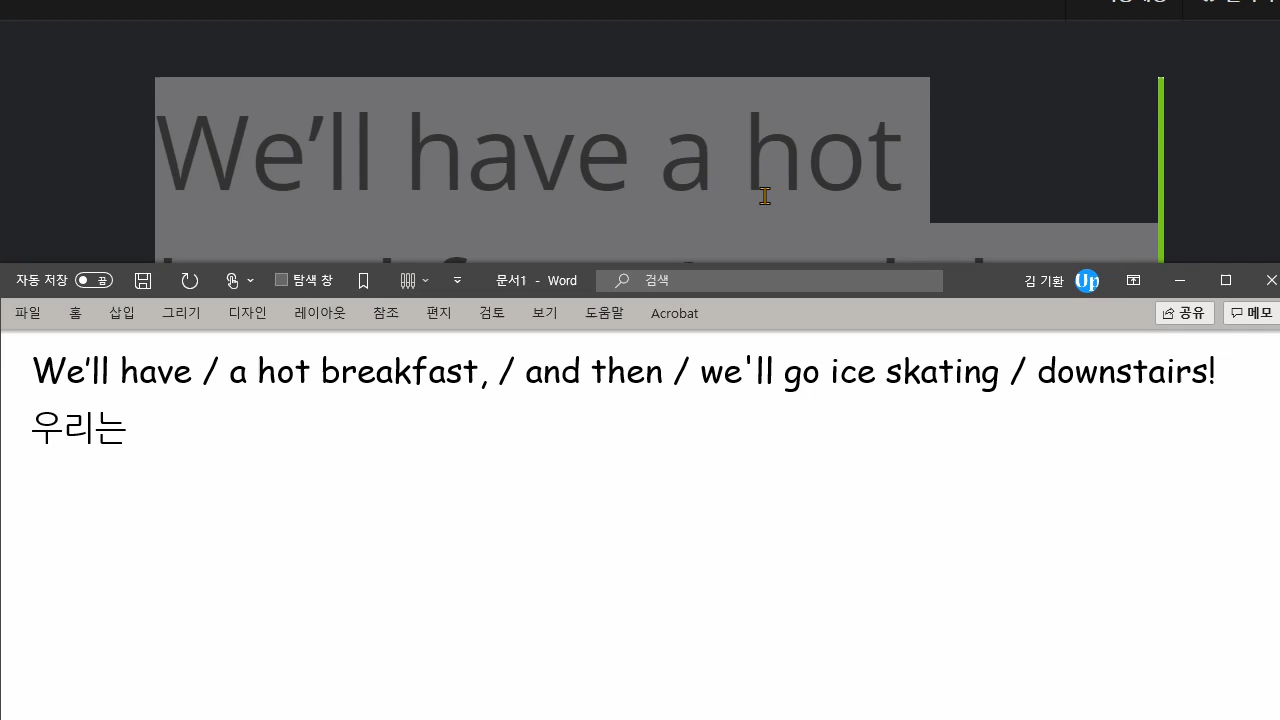 We’ll have a hot
자동 저장 끔 탐색 창 문서1 - Word 검색 김 기환 Up
파일 홈 삽입 그리기 디자인 레이아웃 참조 편지 검토 보기 도움말 Acrobat 공유 메모
We’ll have / a hot breakfast, / and then / we'll go ice skating / downstairs!
우리는